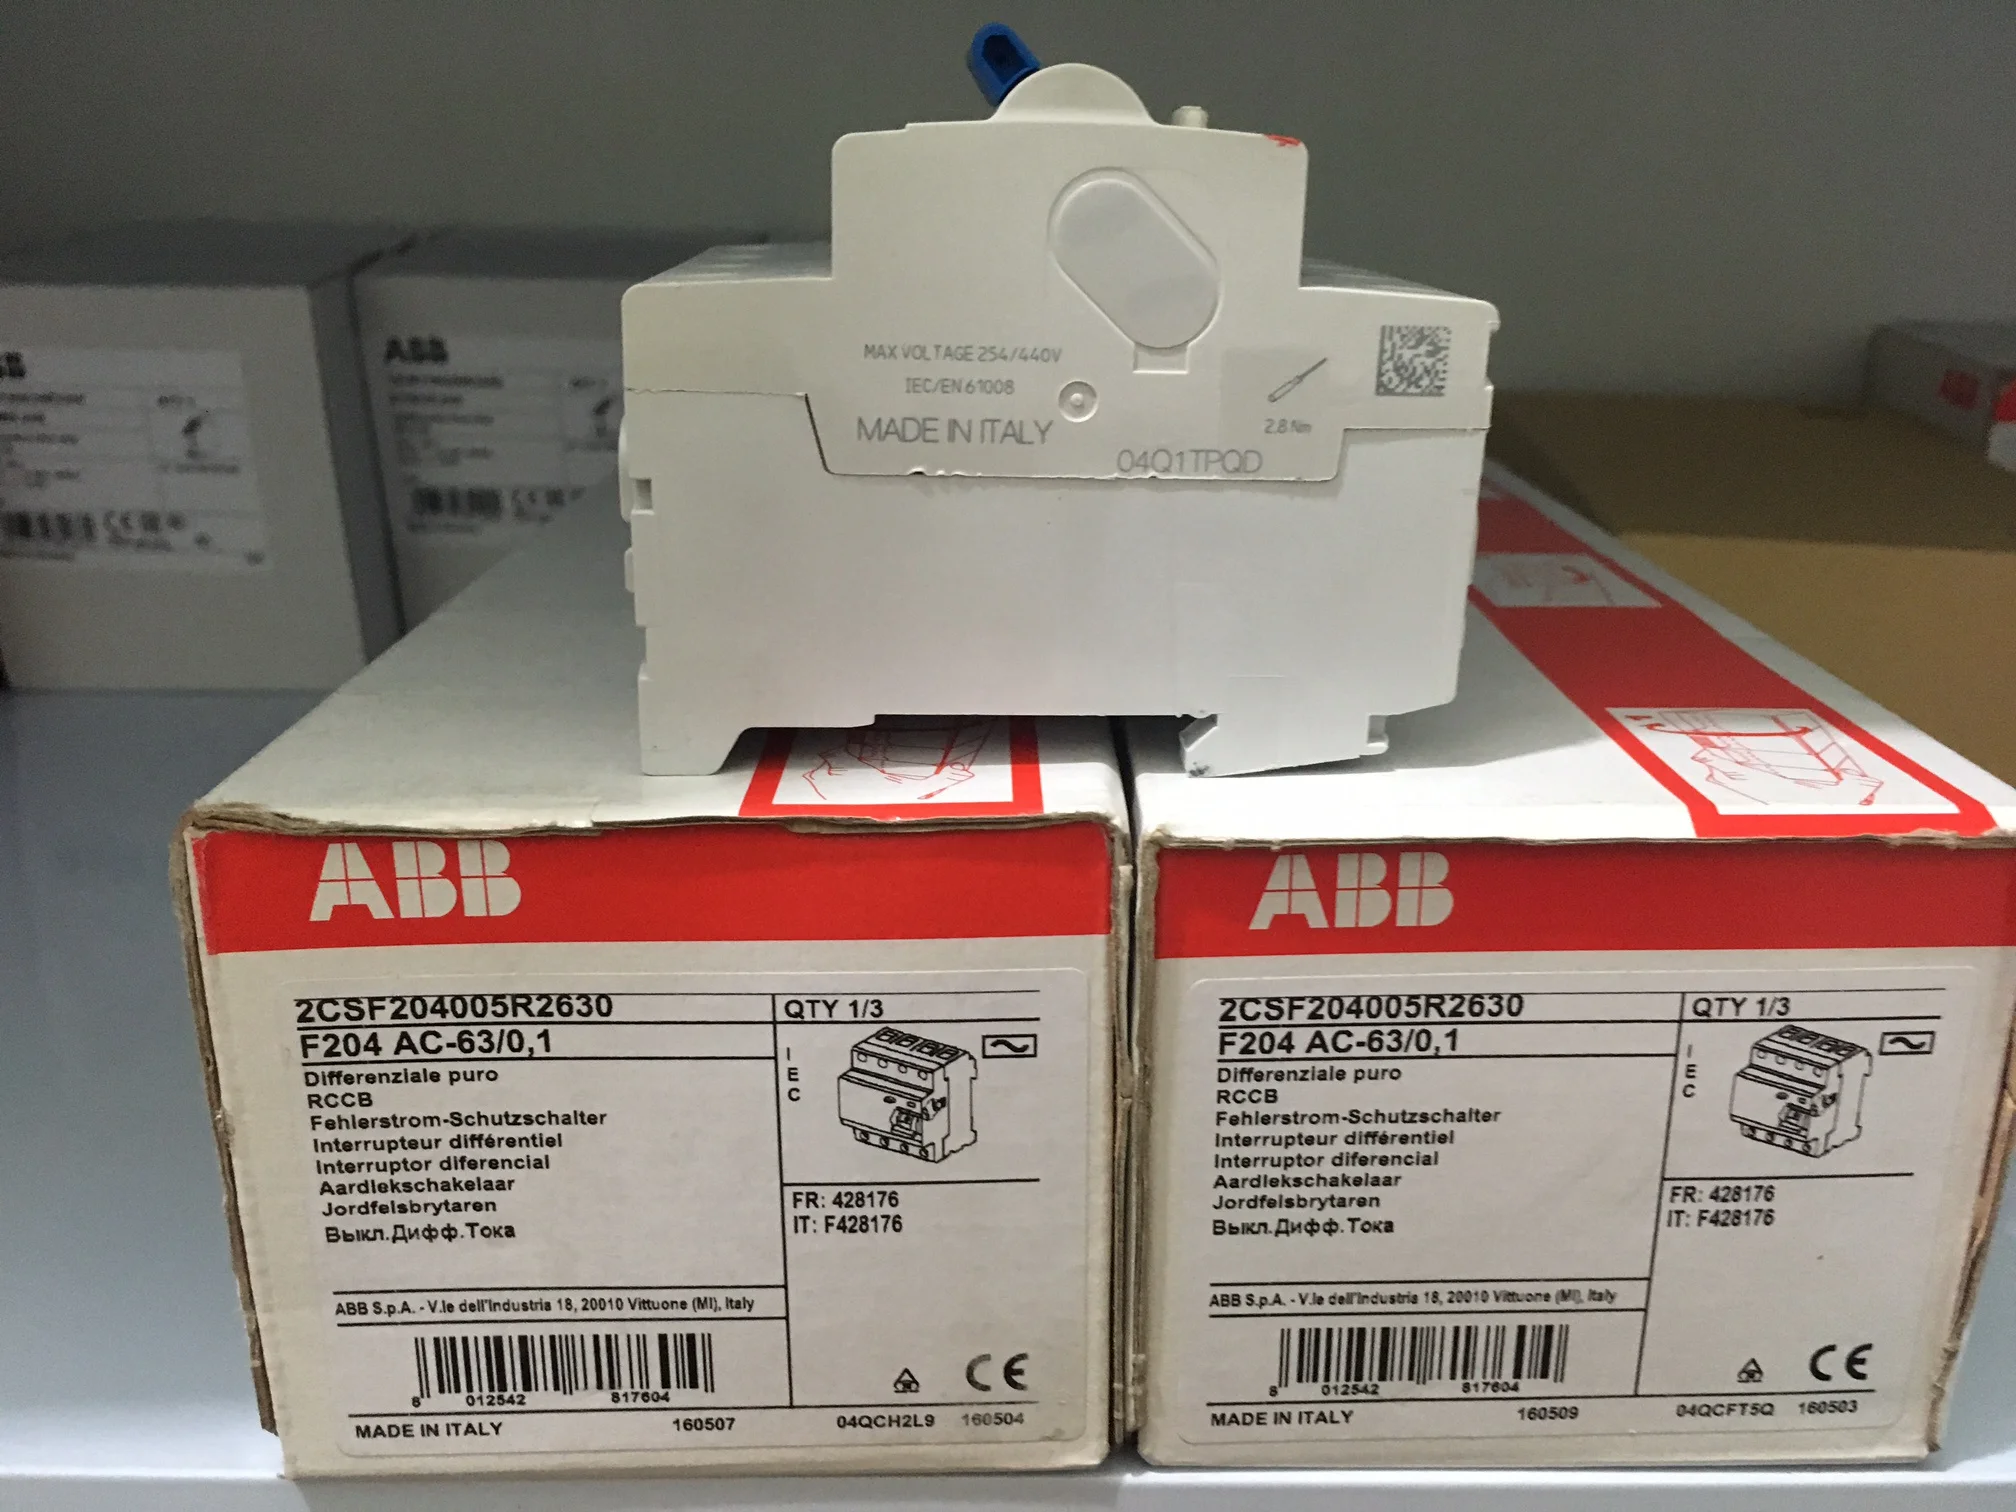 MAX VOLTAGE 254/440V
IEC/EN 61008
MADE IN ITALY
2.8 Nm
04Q1TPQD
ABB
ABB
2CSF204005R2630
QTY 1/3
F204 AC-63/0,1
Differenziale puro
RCCB
Fehlerstrom-Schutzschalter
Interrupteur différentiel
Interruptor diferencial
Aardlekschakelaar
Jordfelsbrytaren
Выкл.Дифф.Тока
IEC
FR: 428176
IT: F428176
ABB S.p.A. - V.le dell'Industria 18, 20010 Vittuone (MI), Italy
8 012542 817604
CE
MADE IN ITALY 160507 04QCH2L9 160504
ABB
2CSF204005R2630
QTY 1/3
F204 AC-63/0,1
Differenziale puro
RCCB
Fehlerstrom-Schutzschalter
Interrupteur différentiel
Interruptor diferencial
Aardlekschakelaar
Jordfelsbrytaren
Выкл.Дифф.Тока
IEC
FR: 428176
IT: F428176
ABB S.p.A. - V.le dell'Industria 18, 20010 Vittuone (MI), Italy
8 012542 817604
CE
MADE IN ITALY 160509 04QCFT5Q 160503